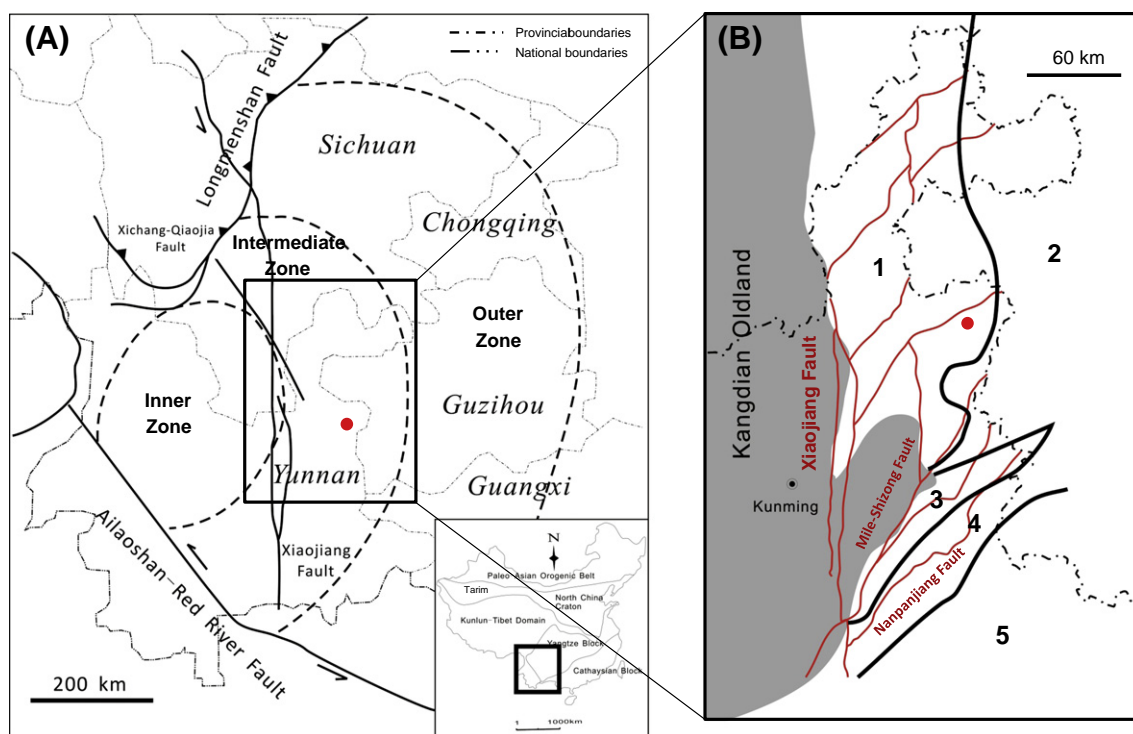 (A)
Provincialboundaries
National boundaries
Longmenshan Fault
Sichuan
Chongqing
Xichang-Qiaojia
Fault
Intermediate
Zone
Outer
Zone
Inner
Zone
Guzihou
Yunnan
Guangxi
Xiaojiang
Fault
Ailaoshan-Red River Fault
200 km
N
Paleo-Asian Orogenic Belt
Tarim
North China
Craton
Kunlun-Tibet Domain
Yangtze Block
Cathaysian Block
1 1000km
(B)
60 km
1
2
Kangdian Oldland
Xiaojiang Fault
Kunming
Mile-Shizong Fault
3
4
Nanpanjiang Fault
5